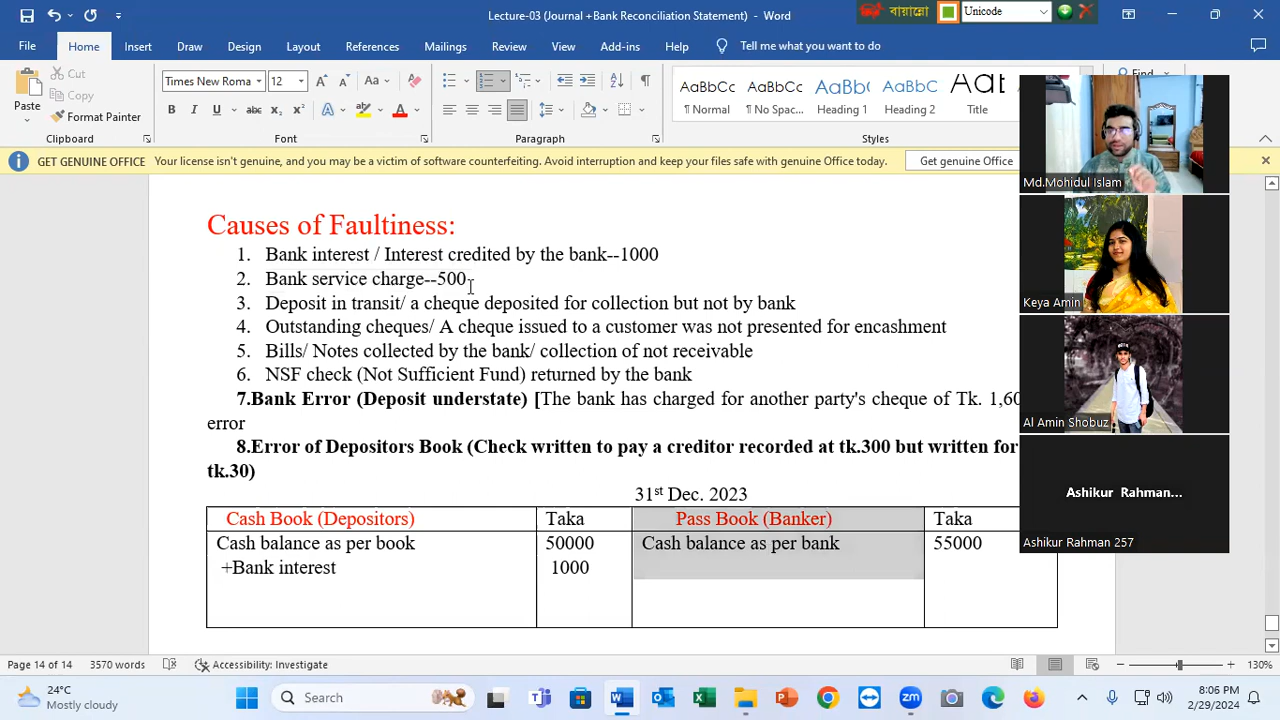 Lecture-03 (Journal +Bank Reconciliation Statement) - Word
বায়ান্নো
Unicode
File Home Insert Draw Design Layout References Mailings Review View Add-ins Help Tell me what you want to do
Paste
Cut
Copy
Format Painter
Clipboard
Times New Roma 12
Font
Paragraph
AaBbCc AaBbCc AaBbC AaBbCc AaI
¶ Normal ¶ No Spac... Heading 1 Heading 2 Title
Styles
Find
GET GENUINE OFFICE Your license isn't genuine, and you may be a victim of software counterfeiting. Avoid interruption and keep your files safe with genuine Office today. Get genuine Office
Causes of Faultiness:
1. Bank interest / Interest credited by the bank--1000
2. Bank service charge--500
3. Deposit in transit/ a cheque deposited for collection but not by bank
4. Outstanding cheques/ A cheque issued to a customer was not presented for encashment
5. Bills/ Notes collected by the bank/ collection of not receivable
6. NSF check (Not Sufficient Fund) returned by the bank
7.Bank Error (Deposit understate) [The bank has charged for another party's cheque of Tk. 1,60
error
8.Error of Depositors Book (Check written to pay a creditor recorded at tk.300 but written for
tk.30)
31st Dec. 2023
Cash Book (Depositors) Taka Pass Book (Banker) Taka
Cash balance as per book 50000 Cash balance as per bank 55000
+Bank interest 1000
Md.Mohidul Islam
Keya Amin
Al Amin Shobuz
Ashikur Rahman...
Ashikur Rahman 257
Page 14 of 14 3570 words Accessibility: Investigate 130%
24°C
Mostly cloudy
Search
8:06 PM
2/29/2024